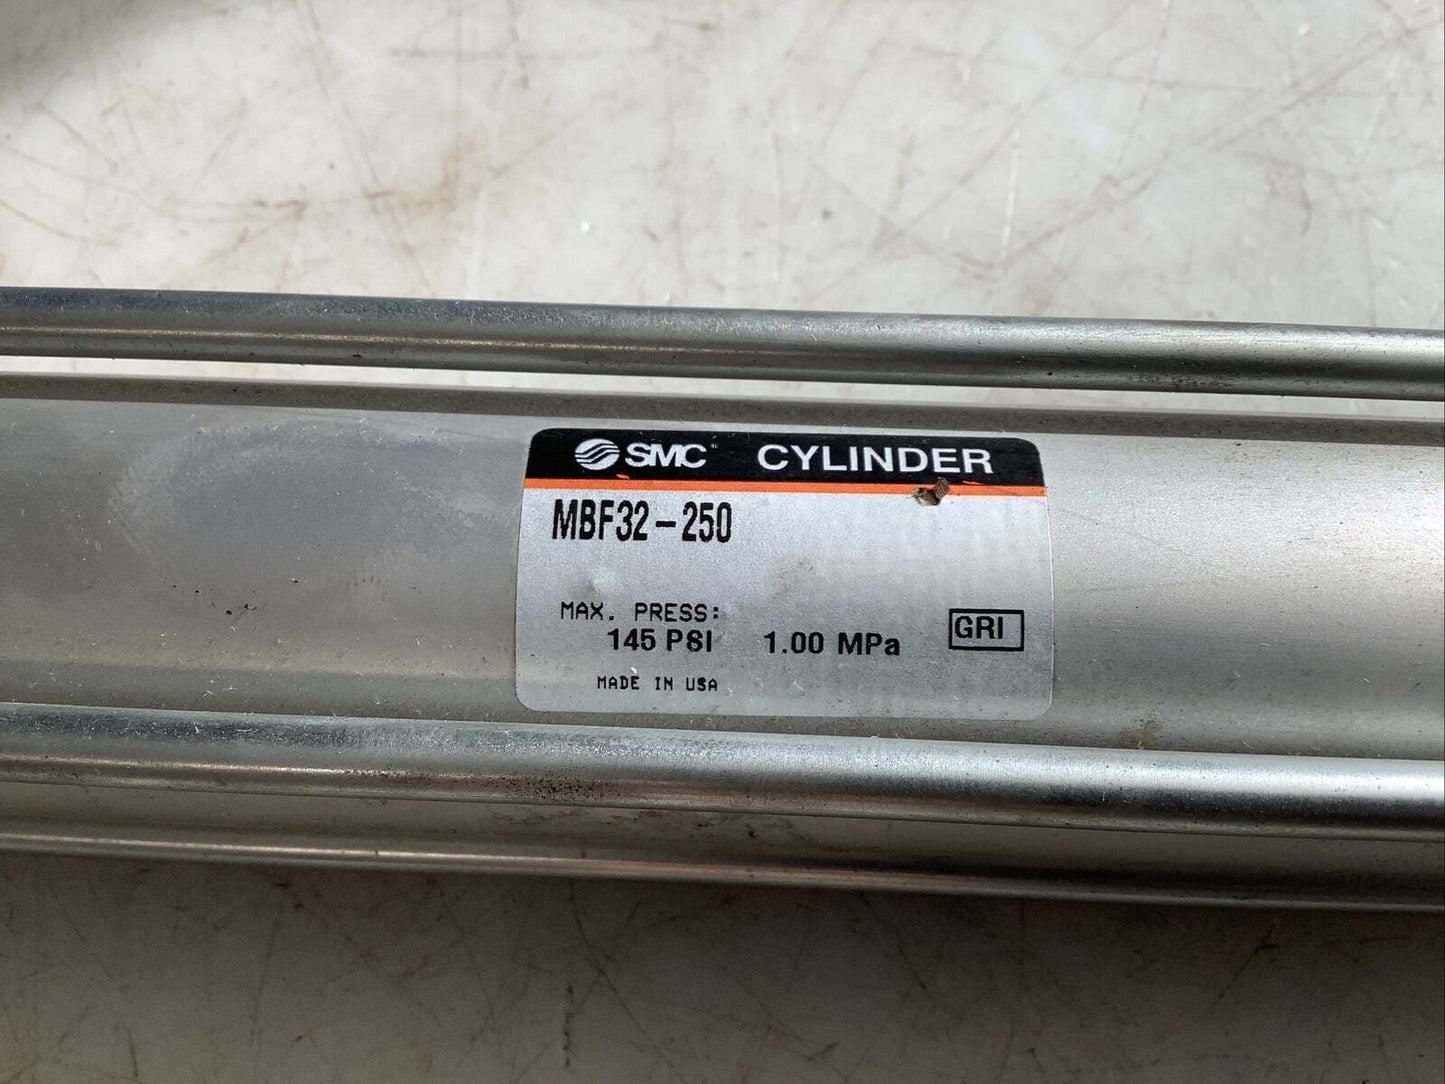 SMC CYLINDER
MBF32-250
MAX. PRESS:
145 PSI 1.00 MPa
GRI
MADE IN USA